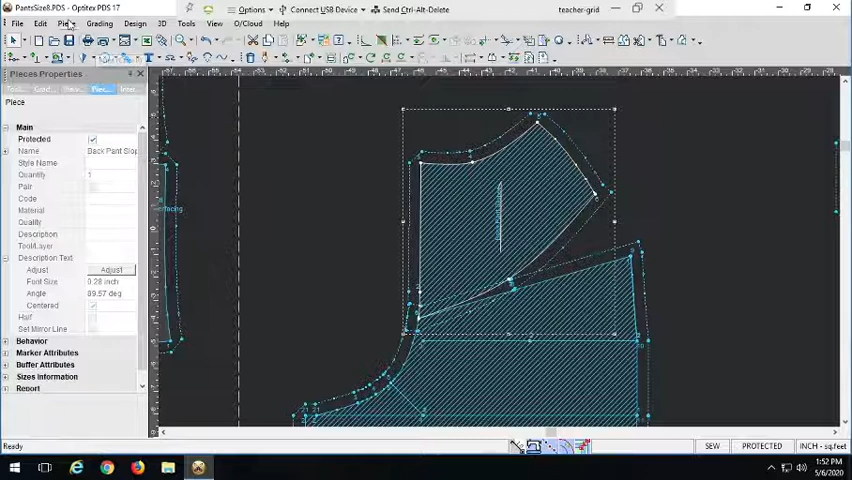 PantsSize8.PDS - Optitex PDS 17
Options
Connect USB Device
Send Ctrl-Alt-Delete
teacher-grid
File Edit Piece Grading Design 3D Tools View O/Cloud Help
Pieces Properties
Piec...
Piece
Main
Protected
Name Back Pant Slop
Style Name
Quantity 1
Pair
Code
Material
Quality
Description
Tool/Layer
Description Text
Adjust Adjust
Font Size 0.28 inch
Angle 89.57 deg
Centered
Half
Set Mirror Line
Behavior
Marker Attributes
Buffer Attributes
Sizes Information
Report
Ready
SEW PROTECTED INCH - sq.feet
1:52 PM
5/6/2020